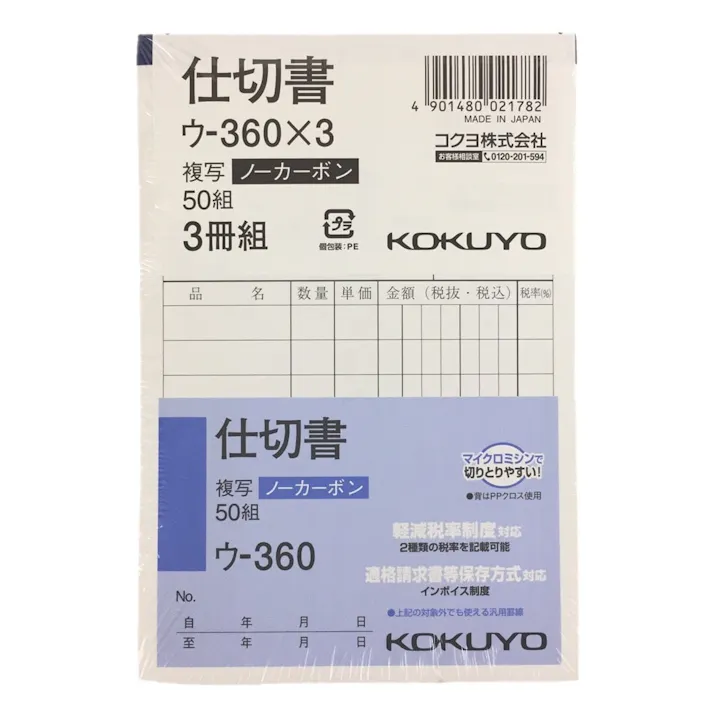 仕切書
ウ-360×3
複写 ノーカーボン
50組
3冊組
4 901480 021782
MADE IN JAPAN
コクヨ株式会社
お客様相談室 0120-201-594
プラ
個包装:PE
KOKUYO
品 名 数量 単価 金額 (税抜・税込) 税率(%)
仕切書
複写 ノーカーボン
50組
ウ-360
マイクロミシンで
切りとりやすい!
●背はPPクロス使用
軽減税率制度対応
2種類の税率を記載可能
適格請求書等保存方式対応
インボイス制度
●上記の対象外でも使える汎用罫線
No.
自 年 月 日
至 年 月 日
KOKUYO